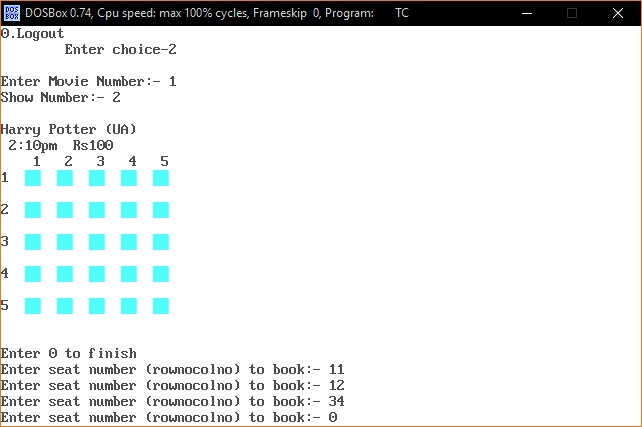 DOS BOX
DOSBox 0.74, Cpu speed: max 100% cycles, Frameskip 0, Program: TC
0.Logout
Enter choice-2
Enter Movie Number:- 1
Show Number:- 2
Harry Potter (UA)
2:10pm Rs100
1 2 3 4 5
1
2
3
4
5
Enter 0 to finish
Enter seat number (rownocolno) to book:- 11
Enter seat number (rownocolno) to book:- 12
Enter seat number (rownocolno) to book:- 34
Enter seat number (rownocolno) to book:- 0